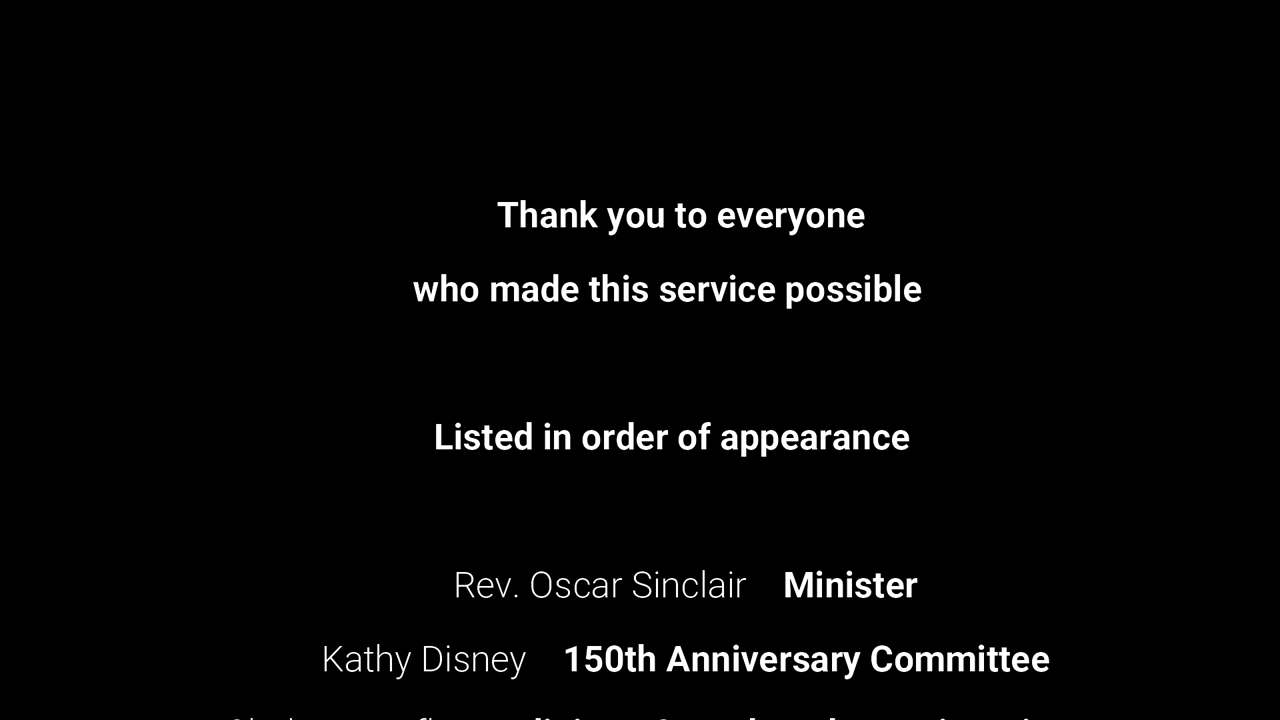 Thank you to everyone
who made this service possible
Listed in order of appearance
Rev. Oscar Sinclair Minister
Kathy Disney 150th Anniversary Committee